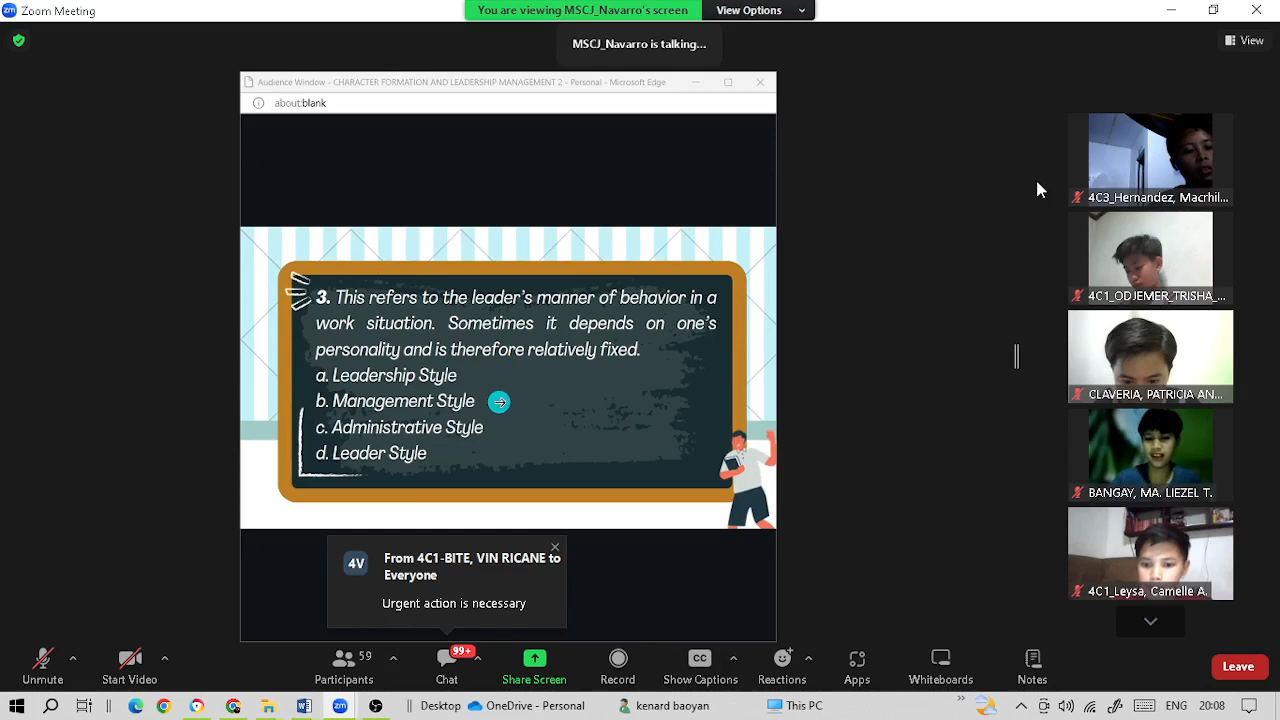 Zoom Meeting
You are viewing MSCJ_Navarro's screen
View Options
MSCJ_Navarro is talking...
View
Audience Window - CHARACTER FORMATION AND LEADERSHIP MANAGEMENT 2 - Personal - Microsoft Edge
about:blank
3. This refers to the leader's manner of behavior in a
work situation. Sometimes it depends on one's
personality and is therefore relatively fixed.
a. Leadership Style
b. Management Style
c. Administrative Style
d. Leader Style
4V
From 4C1-BITE, VIN RICANE to
Everyone
Urgent action is necessary
4C3_Hernandez, Macrhil...
4C1_ODJEMER_TRISHA_...
CLAVERIA, PATRICIA AN...
BANGAY, MA. LIEZEL T.
4C1_Leysa, Camelle A.
Unmute
Start Video
59
Participants
99+
Chat
Share Screen
Record
CC
Show Captions
Reactions
Apps
Whiteboards
Notes
Leave
zm
Desktop
OneDrive - Personal
kenard baoyan
This PC
ENG
20:08